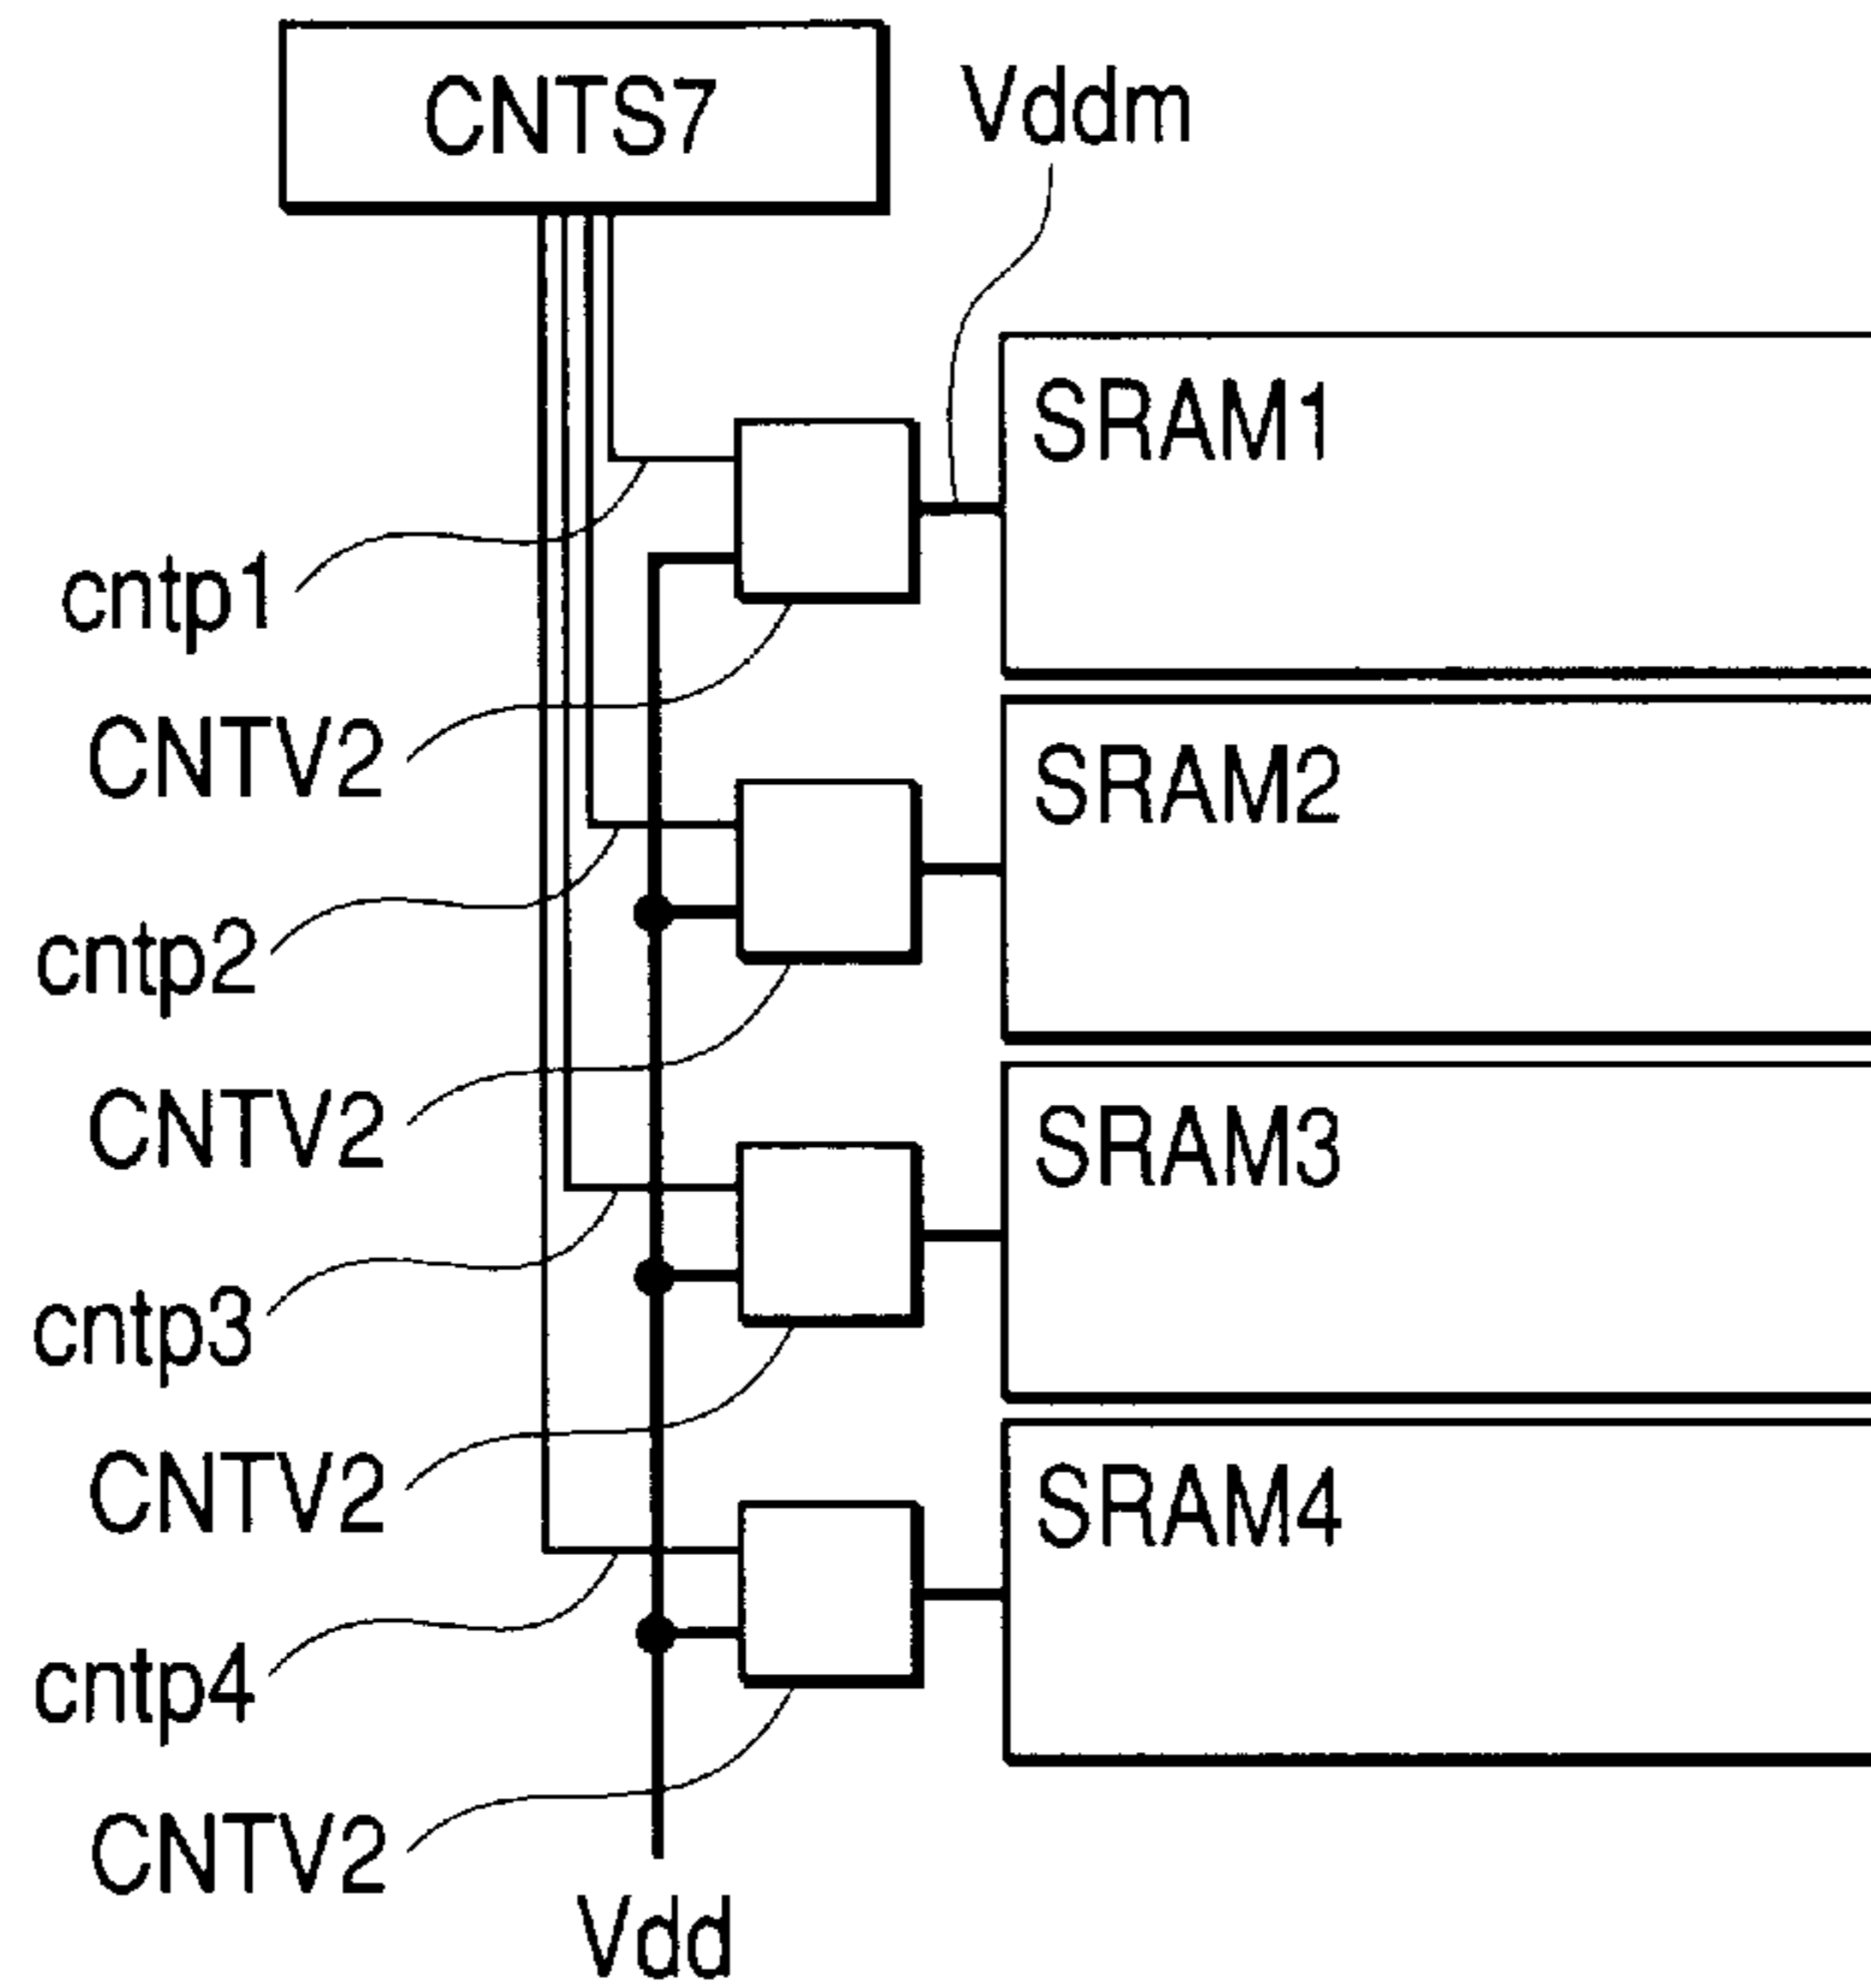 CNTS7
Vddm
SRAM1
cntp1
CNTV2
SRAM2
cntp2
CNTV2
SRAM3
cntp3
CNTV2
SRAM4
cntp4
CNTV2
Vdd